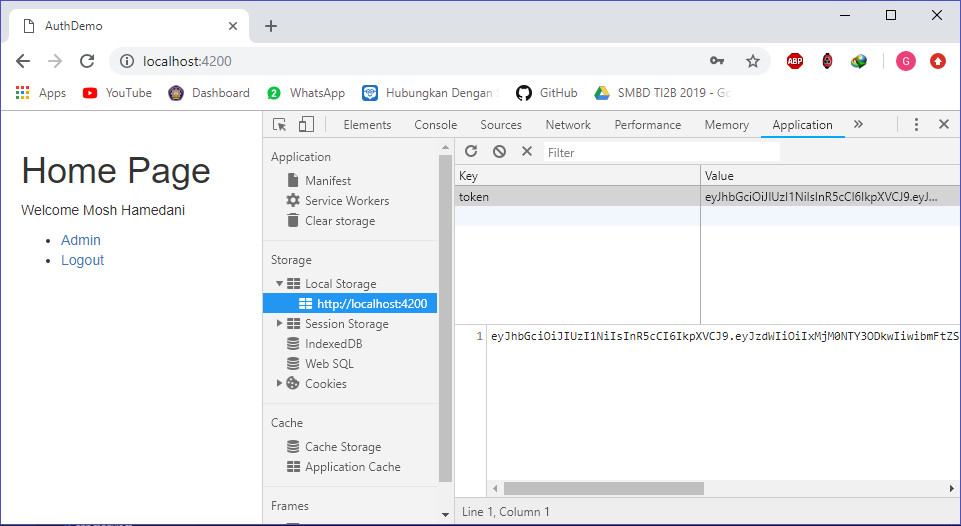 AuthDemo
localhost:4200
ABP
G
Apps YouTube Dashboard 2 WhatsApp Hubungkan Dengan GitHub SMBD TI2B 2019 - Go
Home Page
Welcome Mosh Hamedani
Admin
Logout
Elements Console Sources Network Performance Memory Application
Application
Manifest
Service Workers
Clear storage
Storage
Local Storage
http://localhost:4200
Session Storage
IndexedDB
Web SQL
Cookies
Cache
Cache Storage
Application Cache
Frames
Filter
Key Value
token eyJhbGciOiJIUzI1NiIsInR5cCI6IkpXVCJ9.eyJ...
1 eyJhbGciOiJIUzI1NiIsInR5cCI6IkpXVCJ9.eyJzdWIiOiIxMjM0NTY3ODkwIiwibmFtZS
Line 1, Column 1